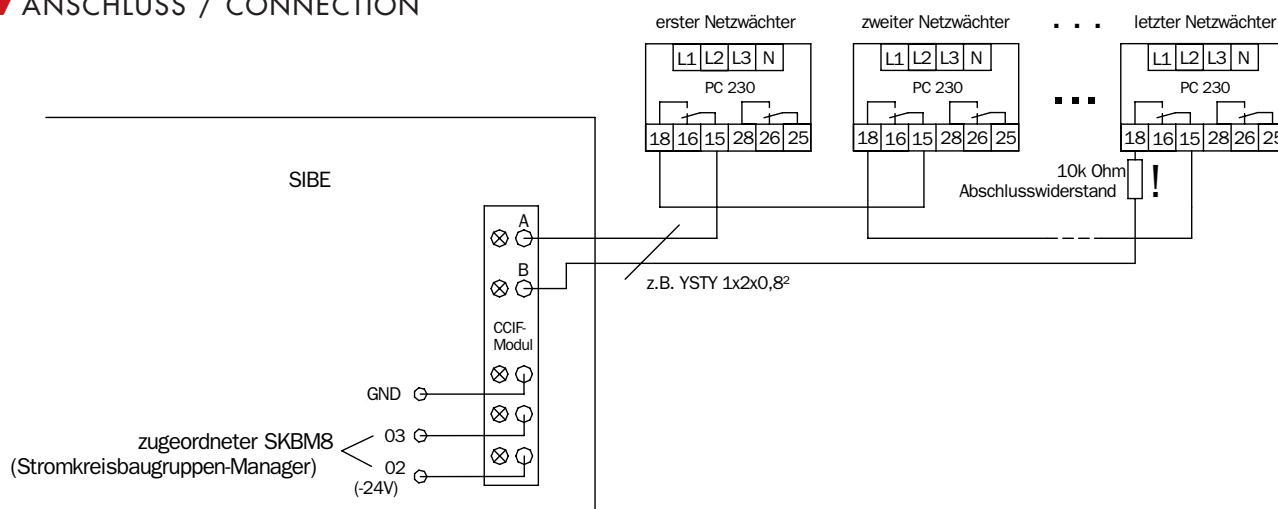 ANSCHLUSS / CONNECTION
erster Netzwächter
zweiter Netzwächter
. . .
letzter Netzwächter
L1 L2 L3 N
PC 230
18 16 15 28 26 25
L1 L2 L3 N
PC 230
18 16 15 28 26 25
...
L1 L2 L3 N
PC 230
18 16 15 28 26 25
10k Ohm
Abschlusswiderstand
!
SIBE
A
B
z.B. YSTY 1x2x0,8²
CCIF-
Modul
GND
03
zugeordneter SKBM8
(Stromkreisbaugruppen-Manager)
02
(-24V)